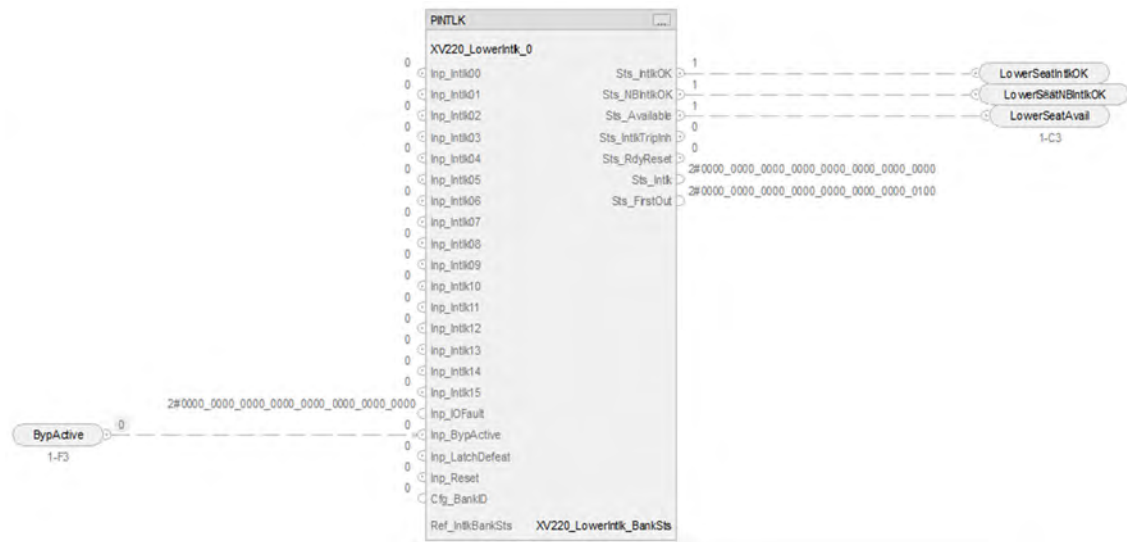 PINTLK ...
XV220_LowerIntlk_0
0 Inp_Intlk00 Sts_IntlkOK 1 LowerSeatIntlkOK
0 Inp_Intlk01 Sts_NBIntlkOK 1 LowerSeatNBIntlkOK
0 Inp_Intlk02 Sts_Available 1 LowerSeatAvail
1-C3
0 Inp_Intlk03 Sts_IntlkTripInh 0
0 Inp_Intlk04 Sts_RdyReset 0
0 Inp_Intlk05 Sts_Intlk 2#0000_0000_0000_0000_0000_0000_0000_0000
0 Inp_Intlk06 Sts_FirstOut 2#0000_0000_0000_0000_0000_0000_0000_0100
0 Inp_Intlk07
0 Inp_Intlk08
0 Inp_Intlk09
0 Inp_Intlk10
0 Inp_Intlk11
0 Inp_Intlk12
0 Inp_Intlk13
0 Inp_Intlk14
0 Inp_Intlk15
2#0000_0000_0000_0000_0000_0000_0000_0000 Inp_IOFault
BypActive 0 0 Inp_BypActive
1-F3
0 Inp_LatchDefeat
0 Inp_Reset
0 Cfg_BankID
Ref_IntlkBankSts XV220_LowerIntlk_BankSts